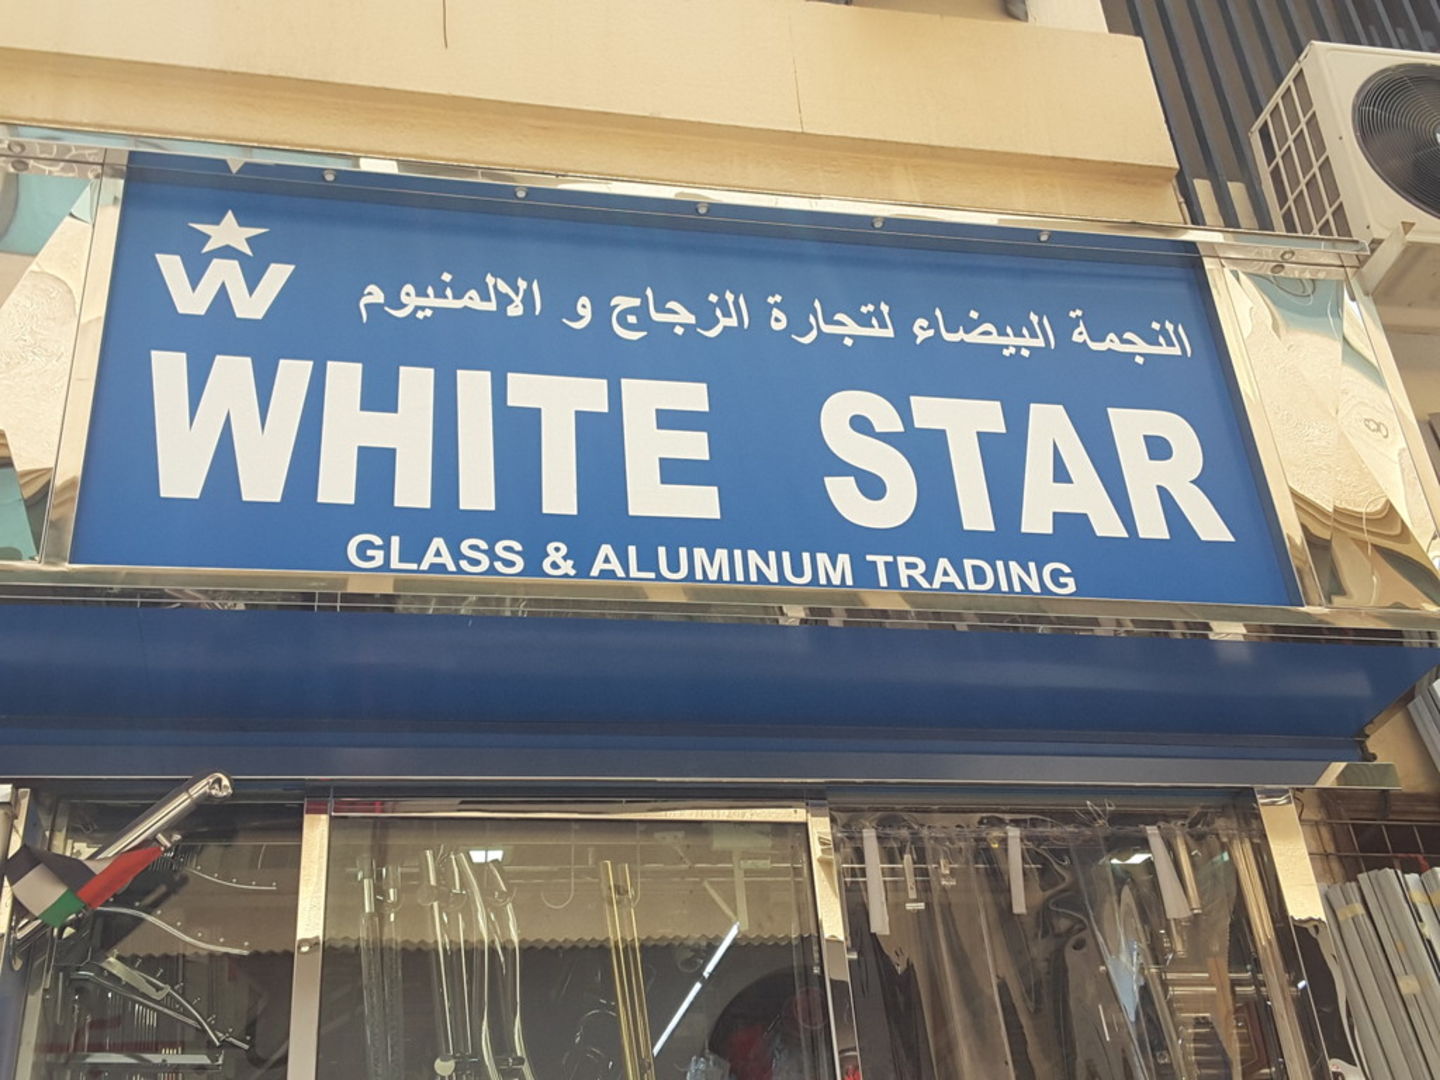 W
النجمة البيضاء لتجارة الزجاج و الالمنيوم
WHITE STAR
GLASS & ALUMINUM TRADING